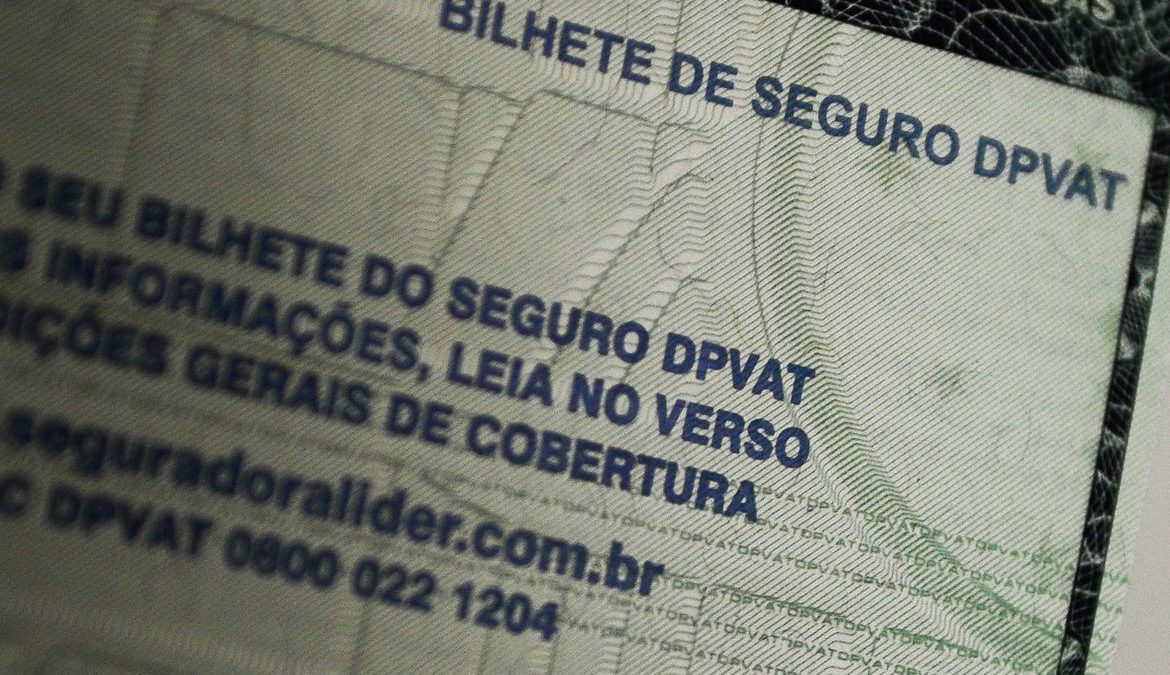 BILHETE DE SEGURO DPVAT
SEU BILHETE DO SEGURO DPVAT
INFORMAÇÕES, LEIA NO VERSO
GERAIS DE COBERTURA
seguradoralider.com.br
DPVAT 0800 022 1204